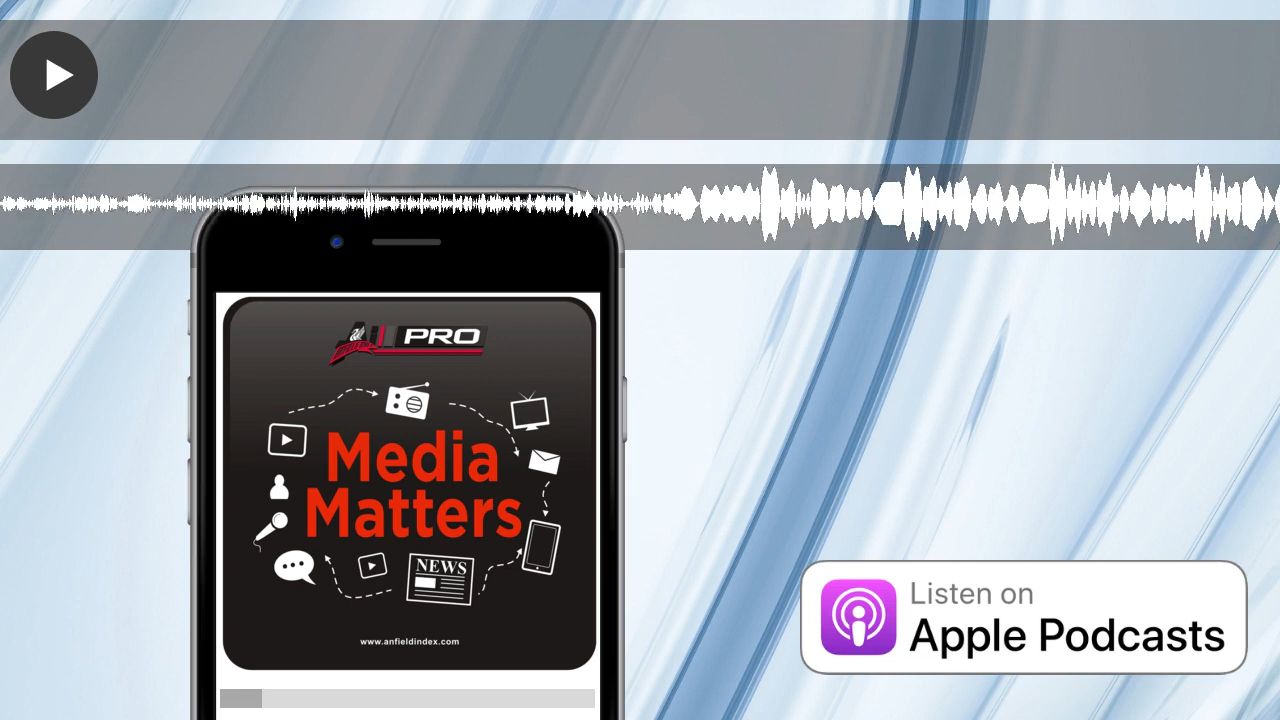 PRO
Media
Matters
NEWS
www.anfieldindex.com
Listen on
Apple Podcasts